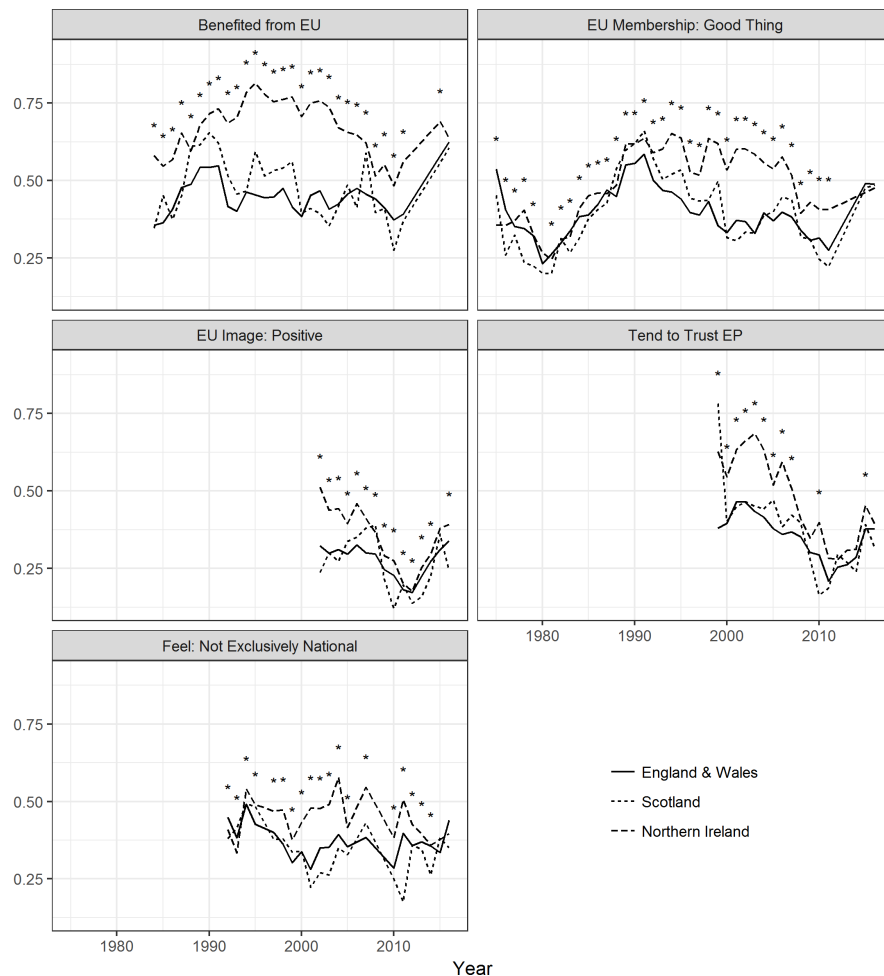 Benefited from EU
EU Membership: Good Thing
0.75
0.50
0.25
EU Image: Positive
Tend to Trust EP
0.75
0.50
0.25
1980 1990 2000 2010
Feel: Not Exclusively National
0.75
0.50
0.25
England & Wales
Scotland
Northern Ireland
1980 1990 2000 2010
Year